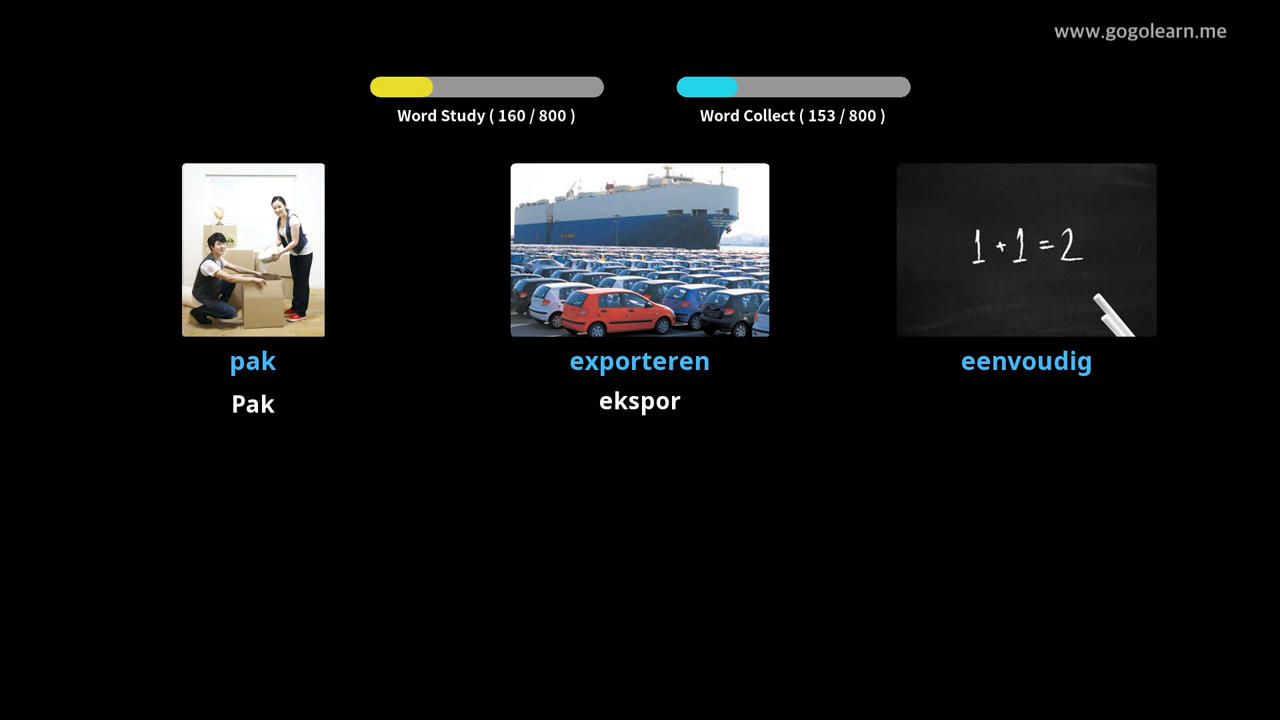 www.gogolearn.me
Word Study ( 160 / 800 )
Word Collect ( 153 / 800 )
1 + 1 = 2
pak
exporteren
eenvoudig
Pak
ekspor